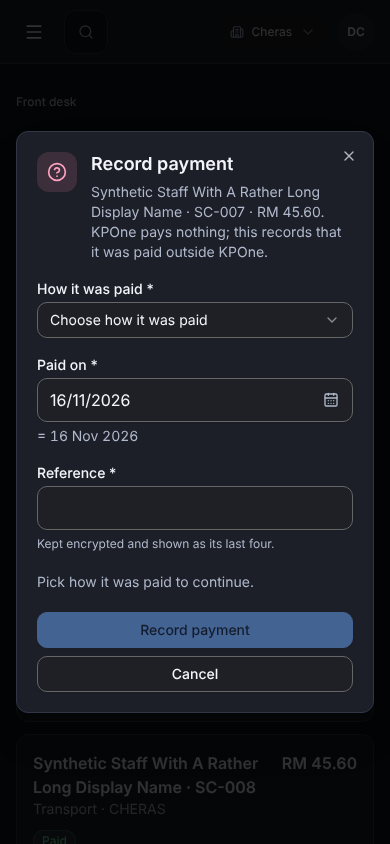 Cheras
DC
Front desk
Record payment
Synthetic Staff With A Rather Long
Display Name · SC-007 · RM 45.60.
KPOne pays nothing; this records that
it was paid outside KPOne.
How it was paid *
Choose how it was paid
Paid on *
16/11/2026
= 16 Nov 2026
Reference *
Kept encrypted and shown as its last four.
Pick how it was paid to continue.
Record payment
Cancel
Synthetic Staff With A Rather RM 45.60
Long Display Name · SC-008
Transport · CHERAS
Paid